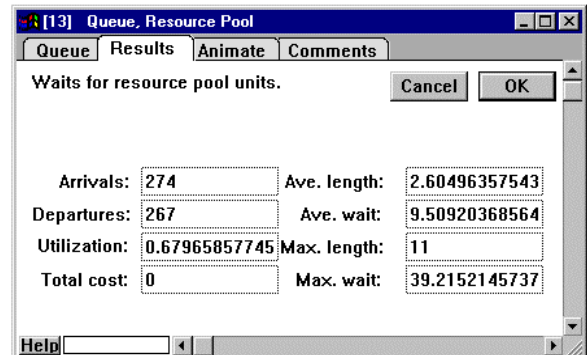 [13] Queue, Resource Pool
Queue Results Animate Comments
Waits for resource pool units.
Cancel OK
Arrivals: 274 Ave. length: 2.60496357543
Departures: 267 Ave. wait: 9.50920368564
Utilization: 0.67965857745 Max. length: 11
Total cost: 0 Max. wait: 39.2152145737
Help